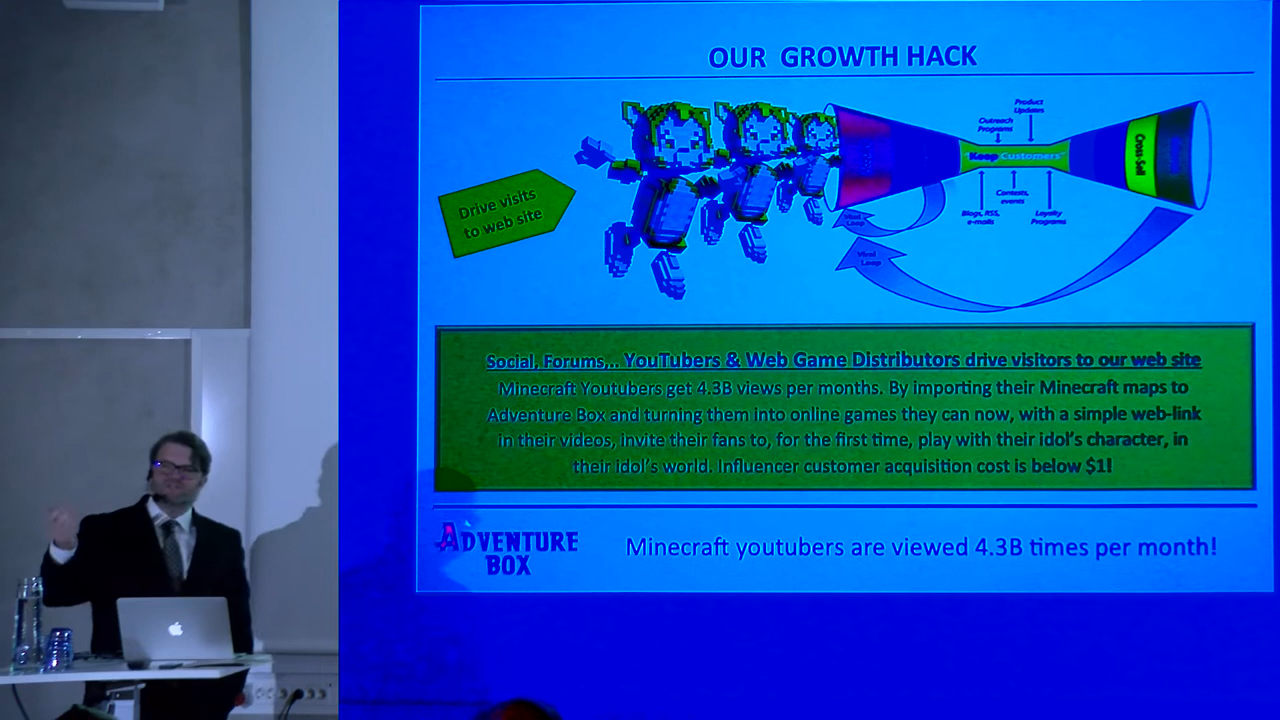 OUR GROWTH HACK
Product
Updates
Outreach
Programs
Drive visits
to web site
"Keep Customers"
Cross-Sell
Viral
Loop
Blogs, RSS,
e-mails
Contests,
events
Loyalty
Programs
Viral
Loop
Social, Forums,.. YouTubers & Web Game Distributors drive visitors to our web site
Minecraft Youtubers get 4.3B views per months. By importing their Minecraft maps to
Adventure Box and turning them into online games they can now, with a simple web-link
in their videos, invite their fans to, for the first time, play with their idol's character, in
their idol's world. Influencer customer acquisition cost is below $1!
ADVENTURE
BOX
Minecraft youtubers are viewed 4.3B times per month!